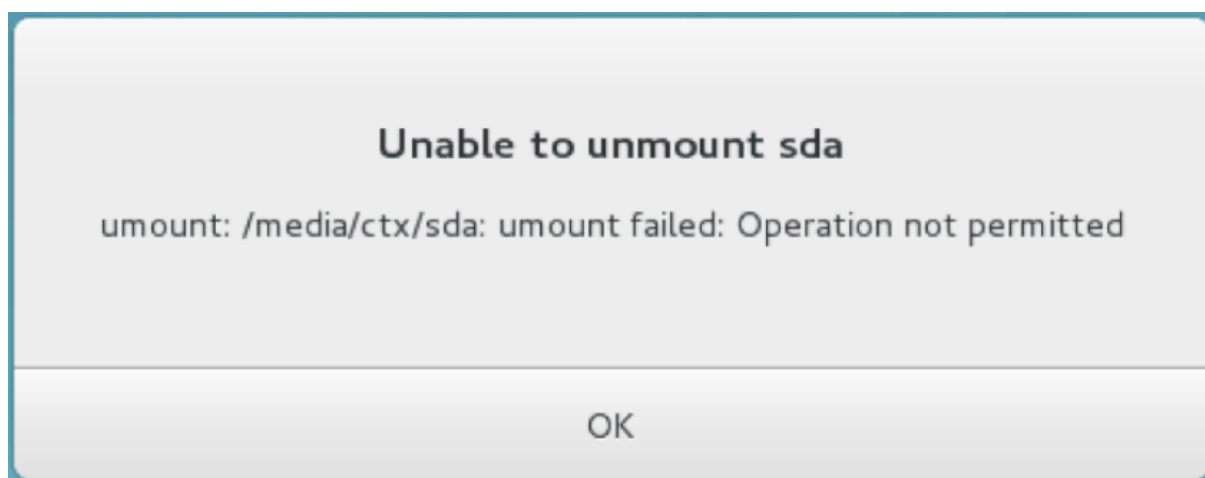 Unable to unmount sda
umount: /media/ctx/sda: umount failed: Operation not permitted
OK